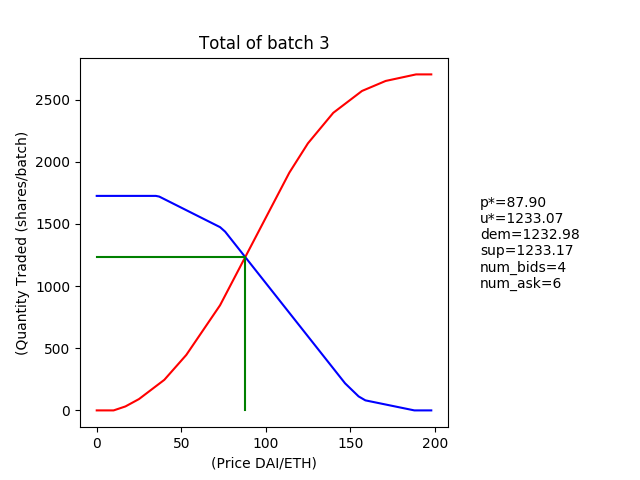 Total of batch 3
(Quantity Traded (shares/batch)
2500
2000
1500
1000
500
0
0 50 100 150 200
(Price DAI/ETH)
p*=87.90
u*=1233.07
dem=1232.98
sup=1233.17
num_bids=4
num_ask=6